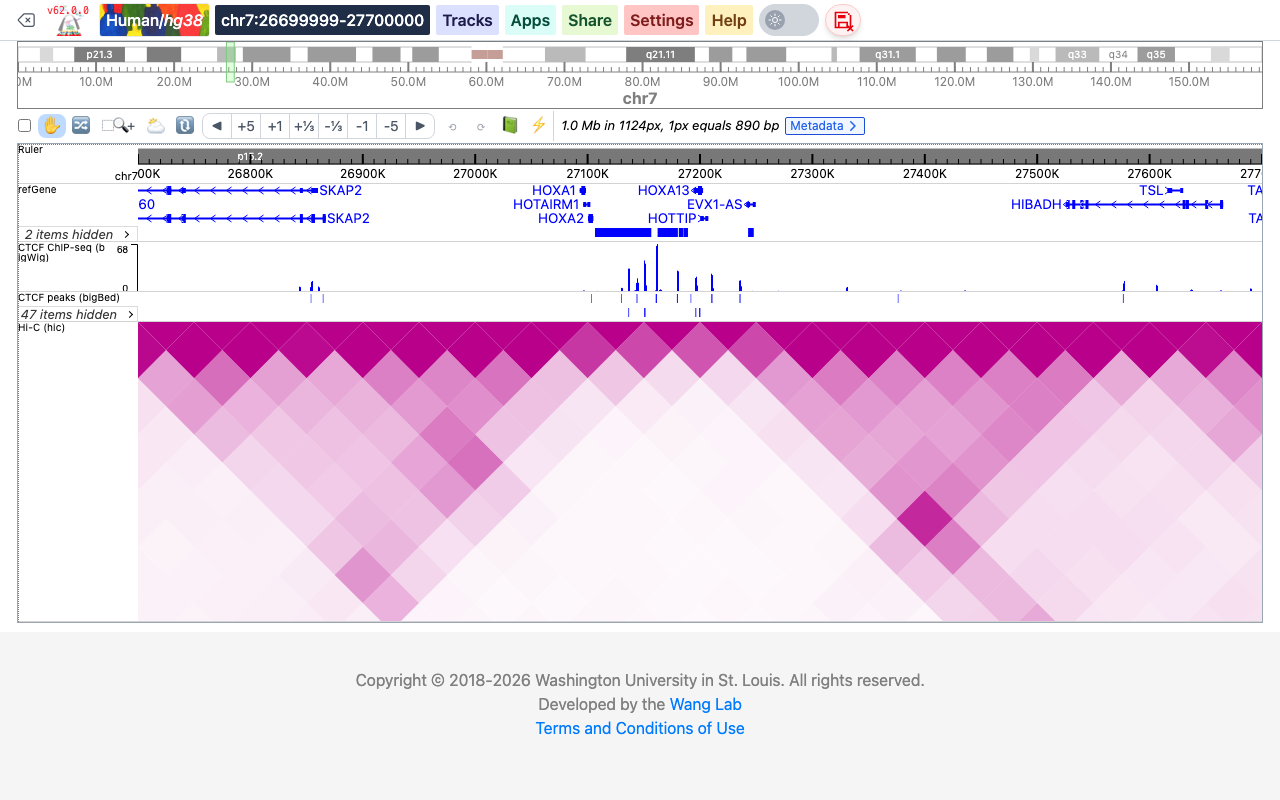 v62.0.0
Human/hg38 chr7:26699999-27700000 Tracks Apps Share Settings Help
p21.3 q21.11 q31.1 q33 q34 q35
0M 10.0M 20.0M 30.0M 40.0M 50.0M 60.0M 70.0M 80.0M 90.0M 100.0M 110.0M 120.0M 130.0M 140.0M 150.0M
chr7
+5 +1 +⅓ -⅓ -1 -5 1.0 Mb in 1124px, 1px equals 890 bp Metadata
Ruler
p15.2
chr7 00K 26800K 26900K 27000K 27100K 27200K 27300K 27400K 27500K 27600K 277
refGene
SKAP2 HOXA1 HOXA13 TSL TA
60 HOTAIRM1 EVX1-AS HIBADH
SKAP2 HOXA2 HOTTIP TA
2 items hidden
CTCF ChIP-seq (b
igWig)
68
0
CTCF peaks (bigBed)
47 items hidden
Hi-C (hic)
Copyright © 2018-2026 Washington University in St. Louis. All rights reserved.
Developed by the Wang Lab
Terms and Conditions of Use